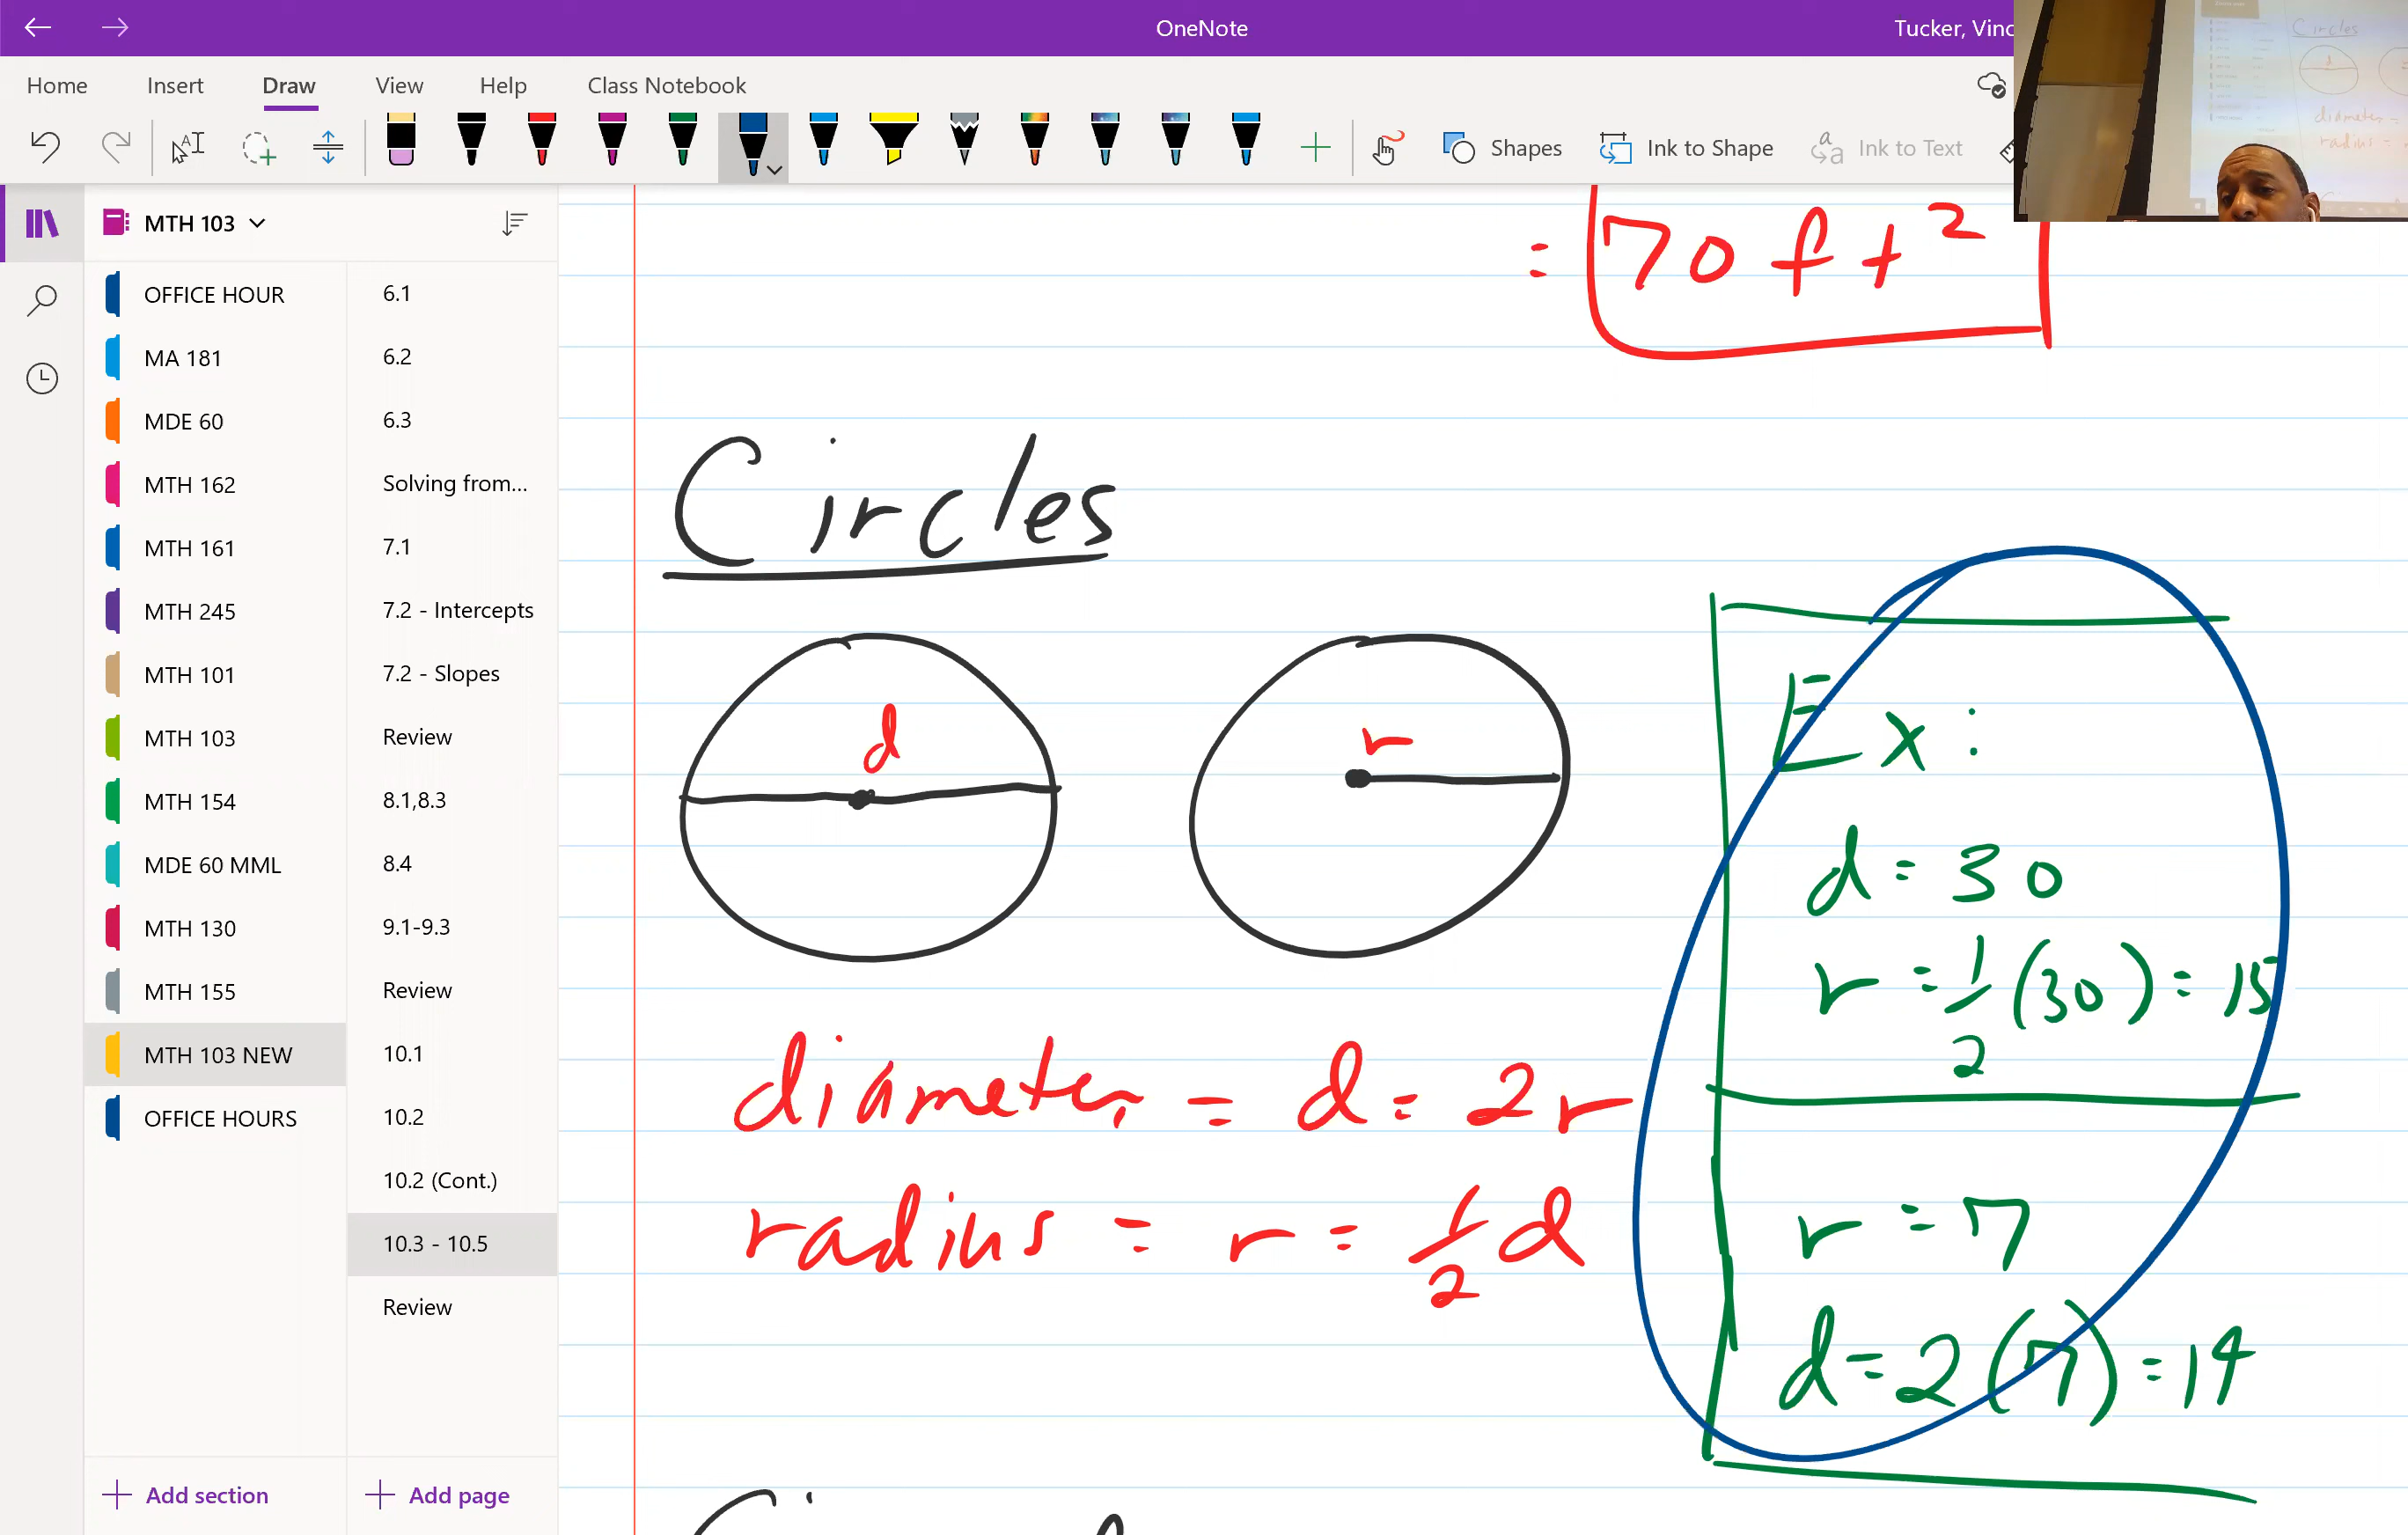 OneNote
Tucker, Vinc
Home Insert Draw View Help Class Notebook
Shapes Ink to Shape Ink to Text
MTH 103
OFFICE HOUR
MA 181
MDE 60
MTH 162
MTH 161
MTH 245
MTH 101
MTH 103
MTH 154
MDE 60 MML
MTH 130
MTH 155
MTH 103 NEW
OFFICE HOURS
Add section
6.1
6.2
6.3
Solving from...
7.1
7.2 - Intercepts
7.2 - Slopes
Review
8.1,8.3
8.4
9.1-9.3
Review
10.1
10.2
10.2 (Cont.)
10.3 - 10.5
Review
Add page
= 70 ft²
Circles
d
r
diameter = d = 2r
radius = r = 1/2 d
Ex:
d = 30
r = 1/2 (30) = 15
r = 7
d = 2(7) = 14
Circles
diameter =
radius =